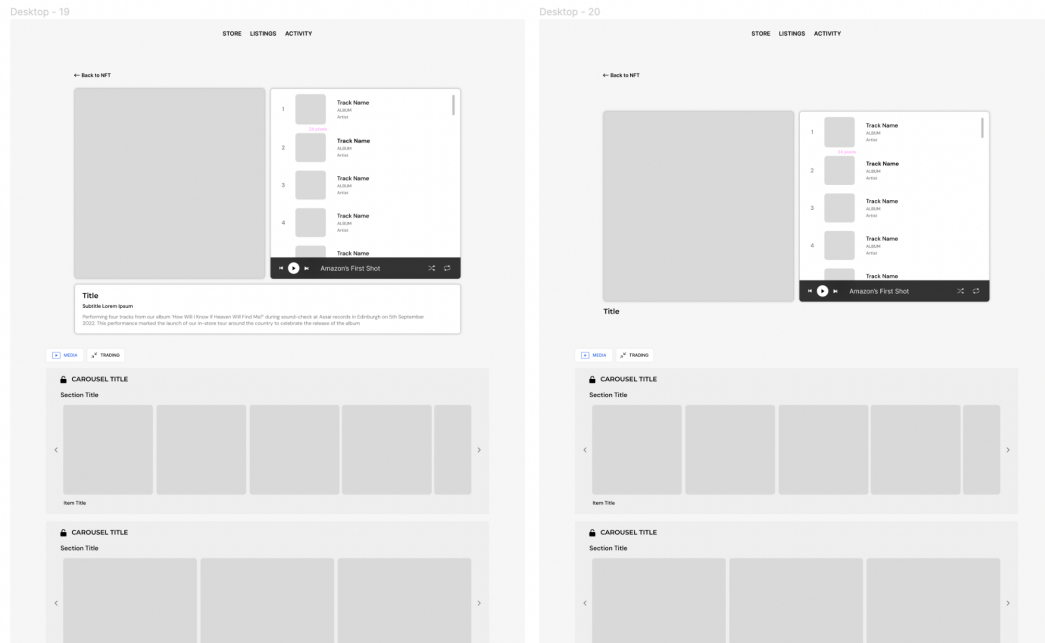 Desktop - 19
STORE LISTINGS ACTIVITY
← Back to NFT
1
Track Name
ALBUM
Artist
24 pixels
2
Track Name
ALBUM
Artist
3
Track Name
ALBUM
Artist
4
Track Name
ALBUM
Artist
Track Name
Amazon's First Shot
Title
Subtitle Lorem Ipsum
Performing four tracks from our album 'How Will I Know If Heaven Will Find Me?' during sound-check at Assai records in Edinburgh on 5th September
2022. This performance marked the launch of our in-store tour around the country to celebrate the release of the album
MEDIA TRADING
CAROUSEL TITLE
Section Title
Item Title
CAROUSEL TITLE
Section Title
Desktop - 20
STORE LISTINGS ACTIVITY
← Back to NFT
1
Track Name
ALBUM
Artist
24 pixels
2
Track Name
ALBUM
Artist
3
Track Name
ALBUM
Artist
4
Track Name
ALBUM
Artist
Track Name
Amazon's First Shot
Title
MEDIA TRADING
CAROUSEL TITLE
Section Title
Item Title
CAROUSEL TITLE
Section Title